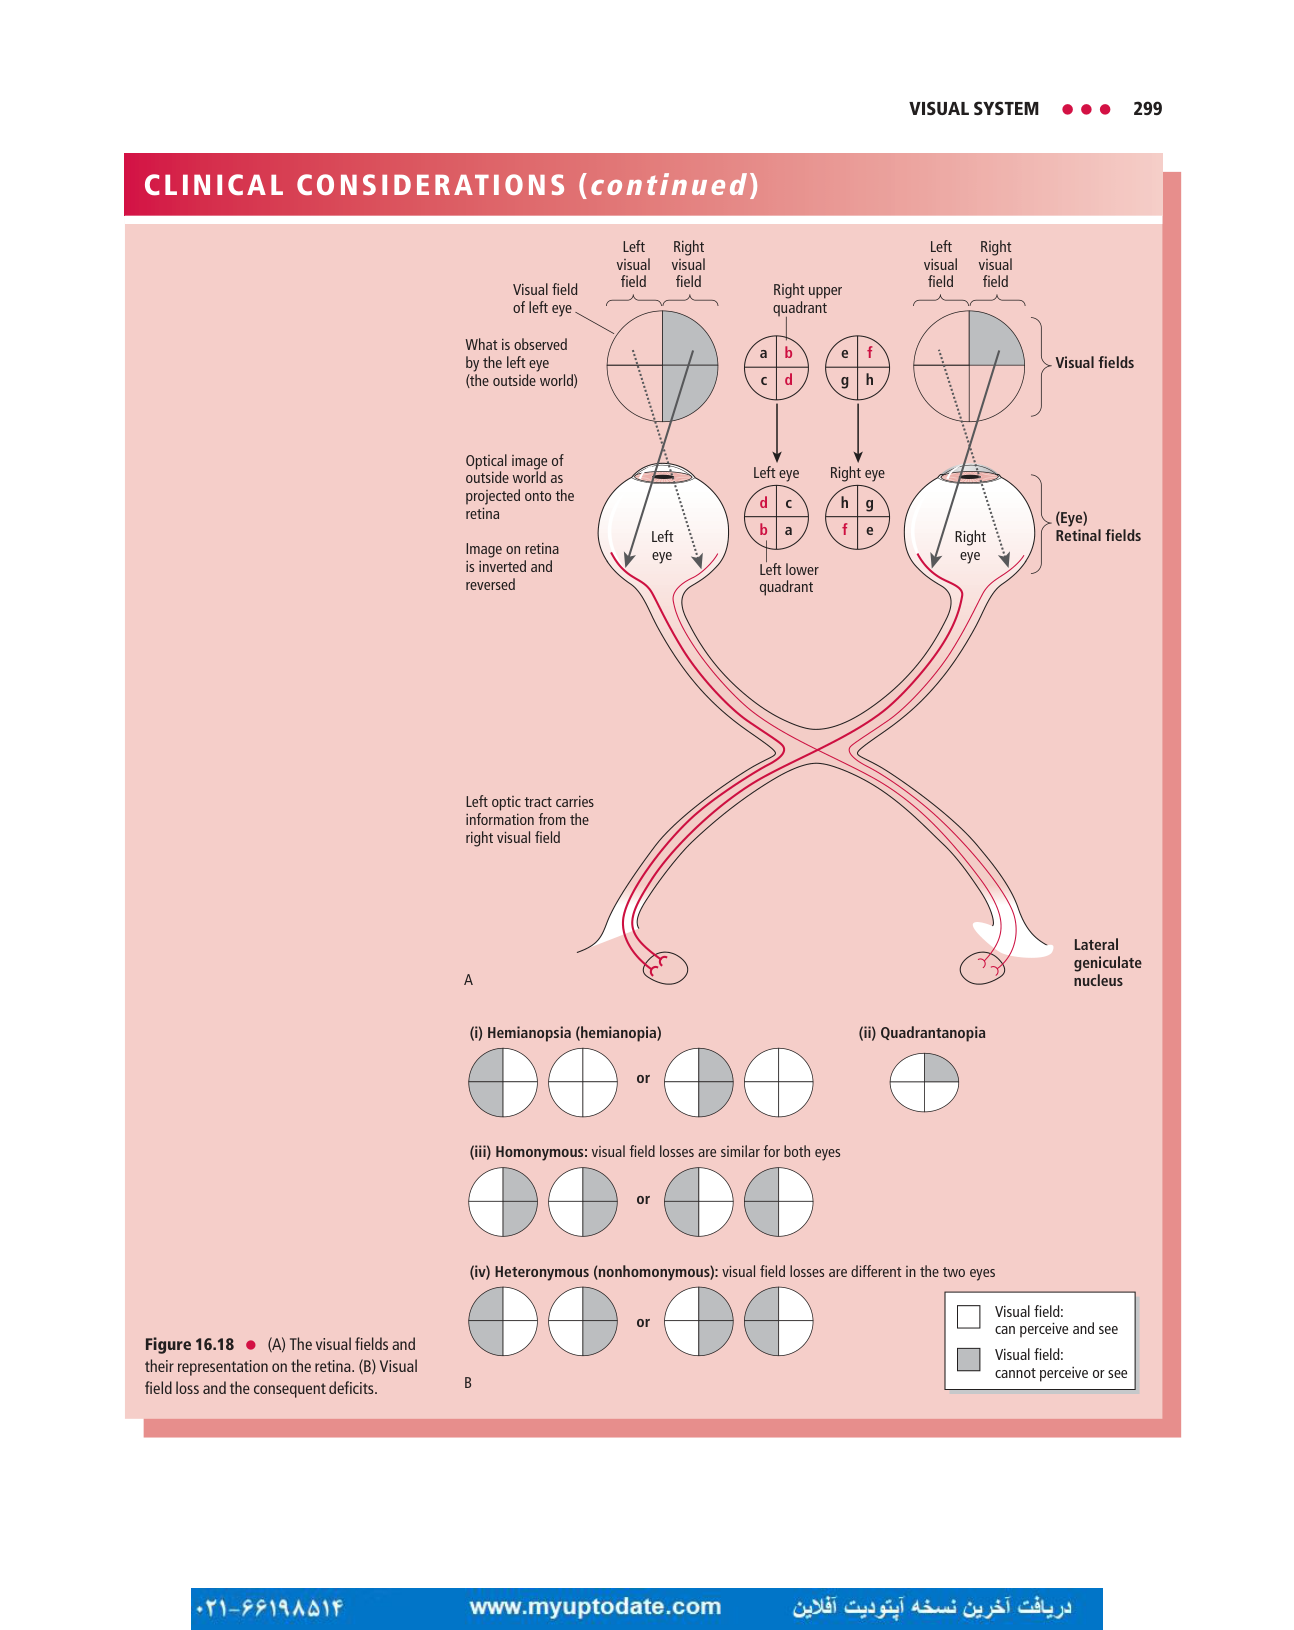 VISUAL SYSTEM ● ● ● 299
CLINICAL CONSIDERATIONS (continued)
Left
visual
field
Right
visual
field
Left
visual
field
Right
visual
field
Visual field
of left eye
Right upper
quadrant
What is observed
by the left eye
(the outside world)
a b
c d
e f
g h
Visual fields
Optical image of
outside world as
projected onto the
retina
Image on retina
is inverted and
reversed
Left eye
Right eye
d c
b a
h g
f e
Left
eye
Right
eye
(Eye)
Retinal fields
Left lower
quadrant
Left optic tract carries
information from the
right visual field
Lateral
geniculate
nucleus
A
(i) Hemianopsia (hemianopia)
or
(ii) Quadrantanopia
(iii) Homonymous: visual field losses are similar for both eyes
or
(iv) Heteronymous (nonhomonymous): visual field losses are different in the two eyes
or
Visual field:
can perceive and see
Visual field:
cannot perceive or see
B
Figure 16.18 ● (A) The visual fields and
their representation on the retina. (B) Visual
field loss and the consequent deficits.
۰۲۱-۶۶۱۹۸۵۱۴ www.myuptodate.com دریافت آخرین نسخه آپتودیت آفلاین